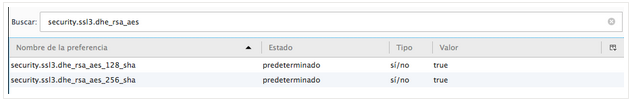 Buscar: security.ssl3.dhe_rsa_aes
Nombre de la preferencia Estado Tipo Valor
security.ssl3.dhe_rsa_aes_128_sha predeterminado sí/no true
security.ssl3.dhe_rsa_aes_256_sha predeterminado sí/no true